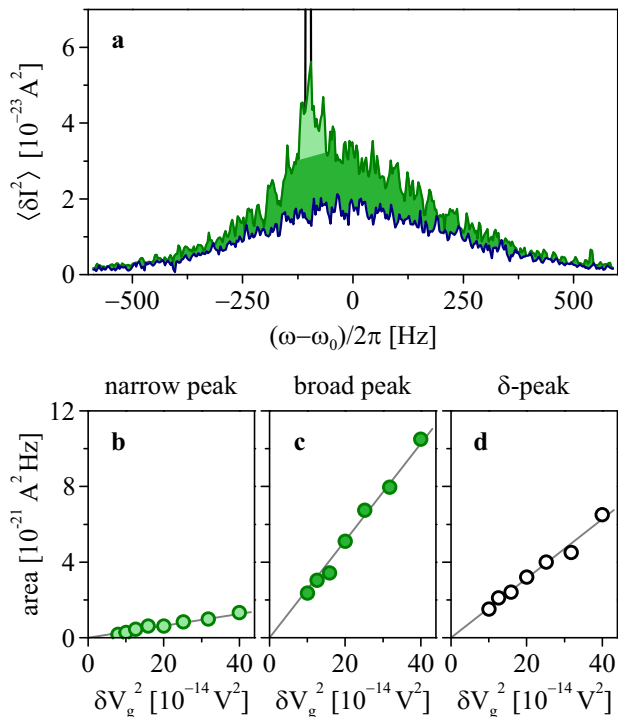 a
⟨δI²⟩ [10⁻²³ A²]
6
4
2
0
−500 −250 0 250 500
(ω−ω₀)/2π [Hz]
narrow peak broad peak δ-peak
area [10⁻²¹ A² Hz]
12
8
4
0
b c d
0 20 40 0 20 40 0 20 40
δV_g² [10⁻¹⁴ V²] δV_g² [10⁻¹⁴ V²] δV_g² [10⁻¹⁴ V²]